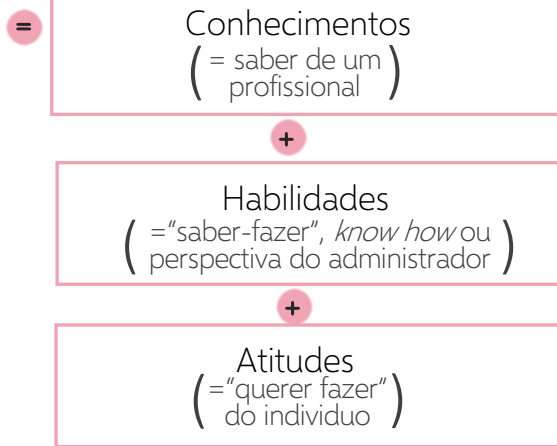 =
Conhecimentos
( = saber de um
profissional )
+
Habilidades
( ="saber-fazer", know how ou
perspectiva do administrador )
+
Atitudes
( ="querer fazer"
do individuo )